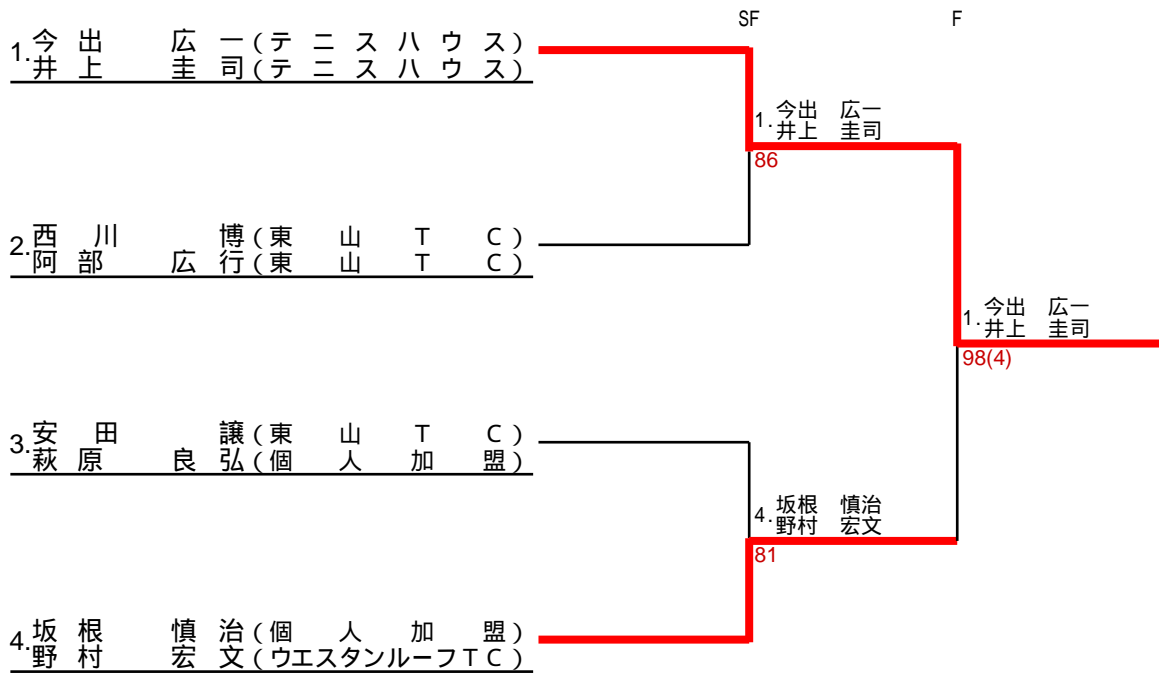 SF F
1. 今出 広一(テニスハウス)
井上 圭司(テニスハウス)
1. 今出 広一
井上 圭司
86
2. 西川 博(東山TC)
阿部 広行(東山TC)
1. 今出 広一
井上 圭司
98(4)
3. 安田 譲(東山TC)
萩原 良弘(個人加盟)
4. 坂根 慎治
野村 宏文
81
4. 坂根 慎治(個人加盟)
野村 宏文(ウエスタンルーフTC)